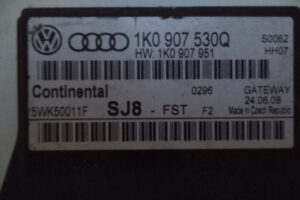 1K0 907 530Q S0062
HW: 1K0 907 951 HH07
Continental 0296 GATEWAY
5WK50011F SJ8 - FST F2 24.06.08
Made in Czech Republic